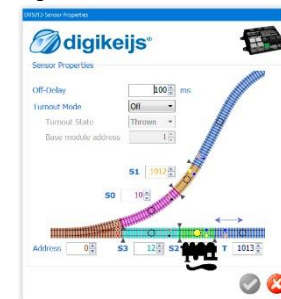 DR5013 Sensor Properties
digikeijs®
Sensor Properties
Off-Delay 100 ms
Turnout Mode Off
Turnout State Thrown
Base module address 1
S1 1012
S0 10
Address 0 S3 12 S2 T 1013